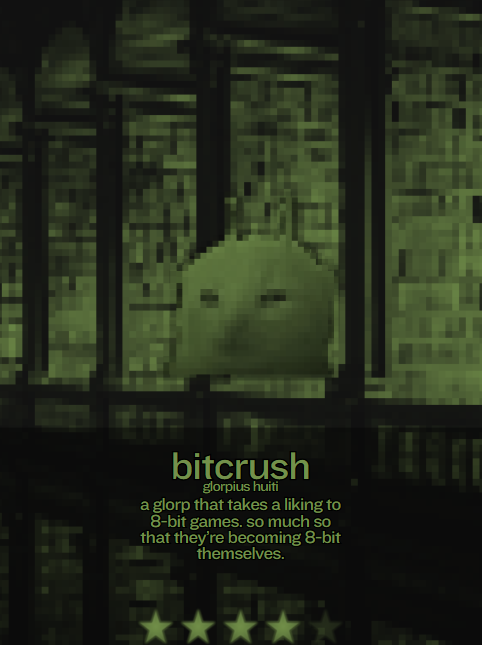 bitcrush
glorpius huiti
a glorp that takes a liking to
8-bit games. so much so
that they're becoming 8-bit
themselves.